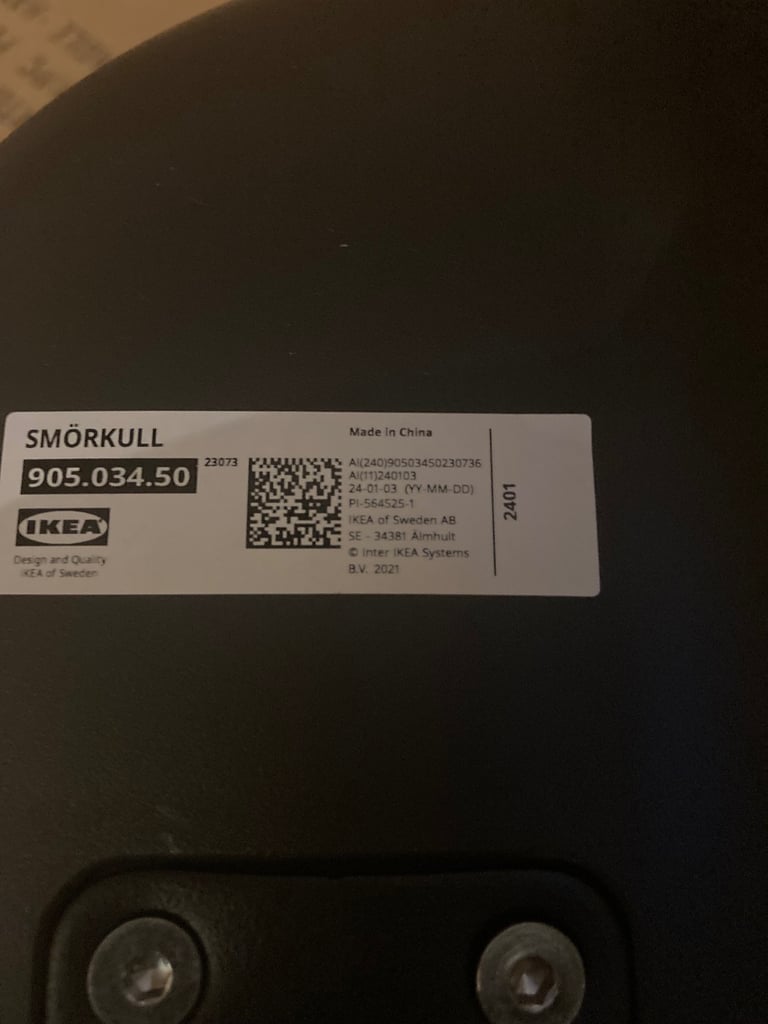 SMÖRKULL
905.034.50
23073
IKEA
Design and Quality
IKEA of Sweden
Made in China
AI(240)90503450230736
AI(11)240103
24-01-03 (YY-MM-DD)
PI-564525-1
IKEA of Sweden AB
SE - 34381 Älmhult
© Inter IKEA Systems
B.V. 2021
2401